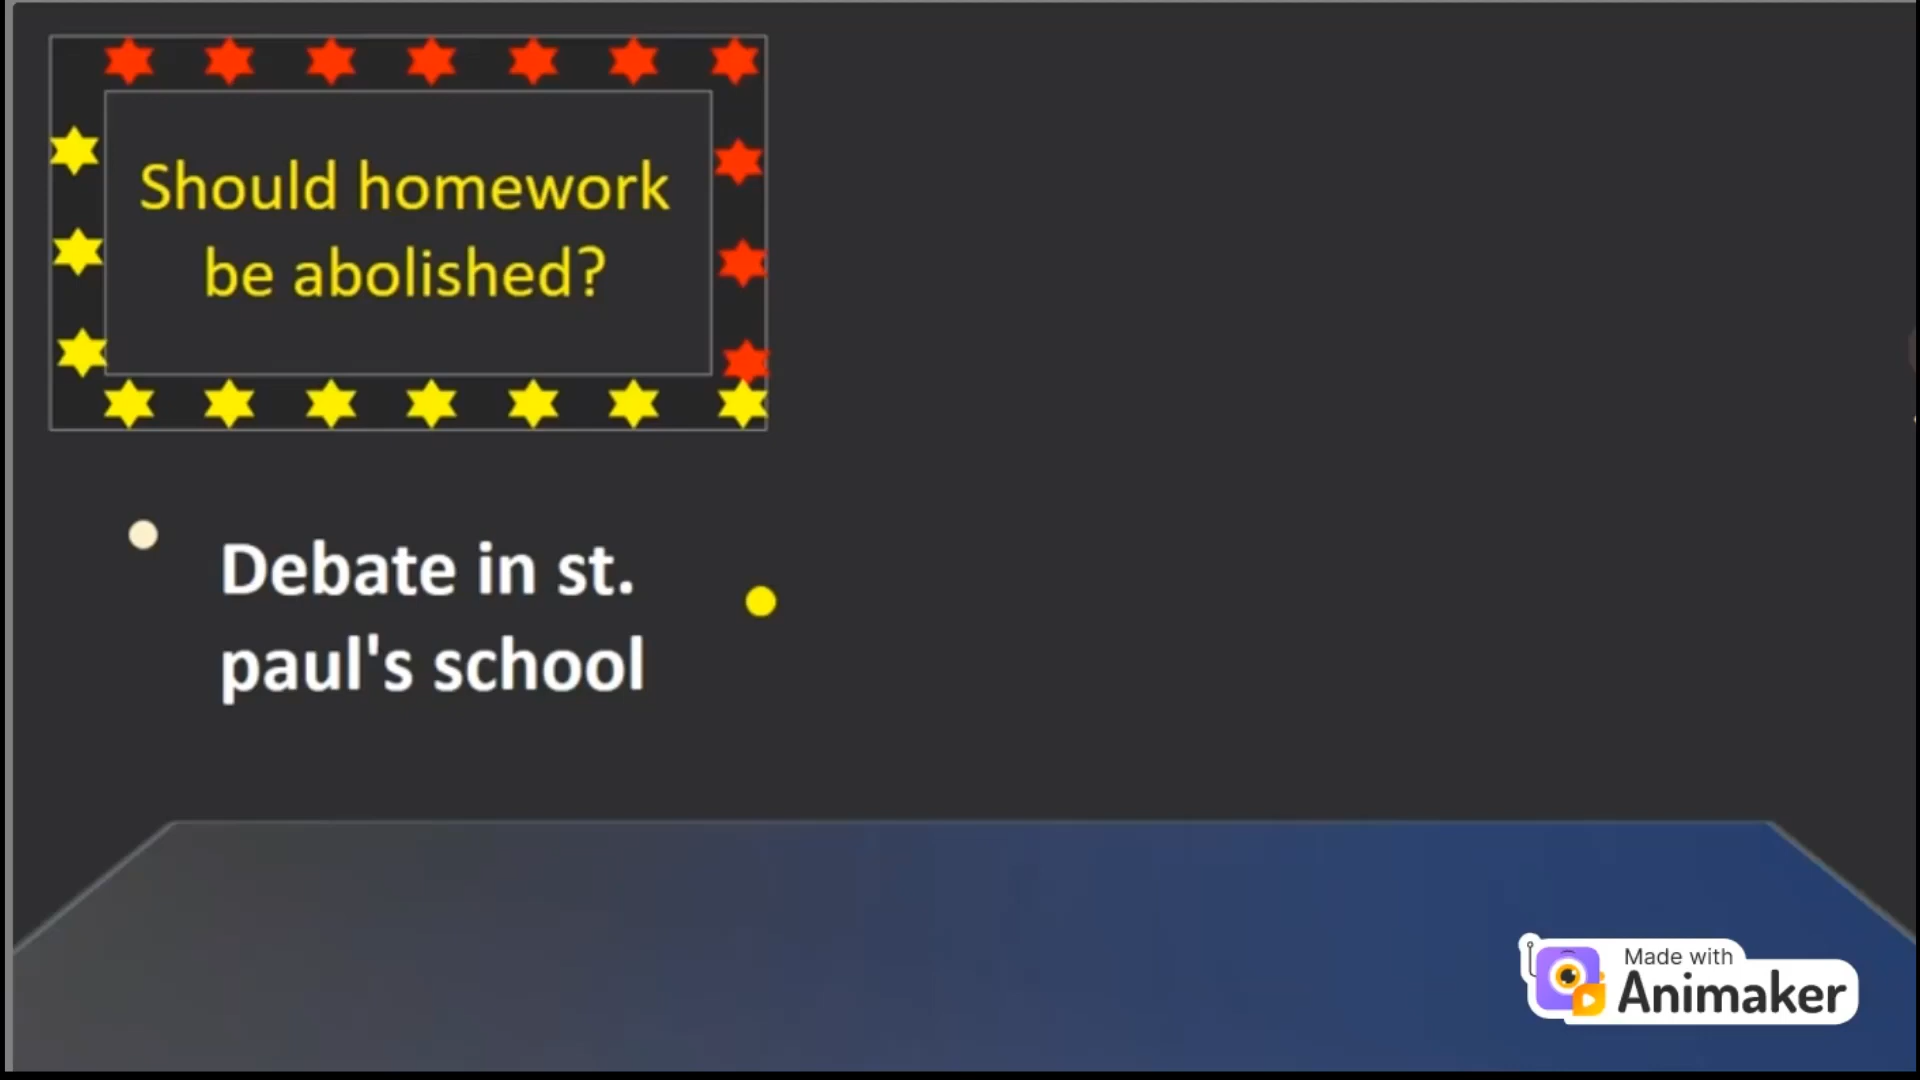 Should homework
be abolished?
Debate in st.
paul's school
Made with
Animaker